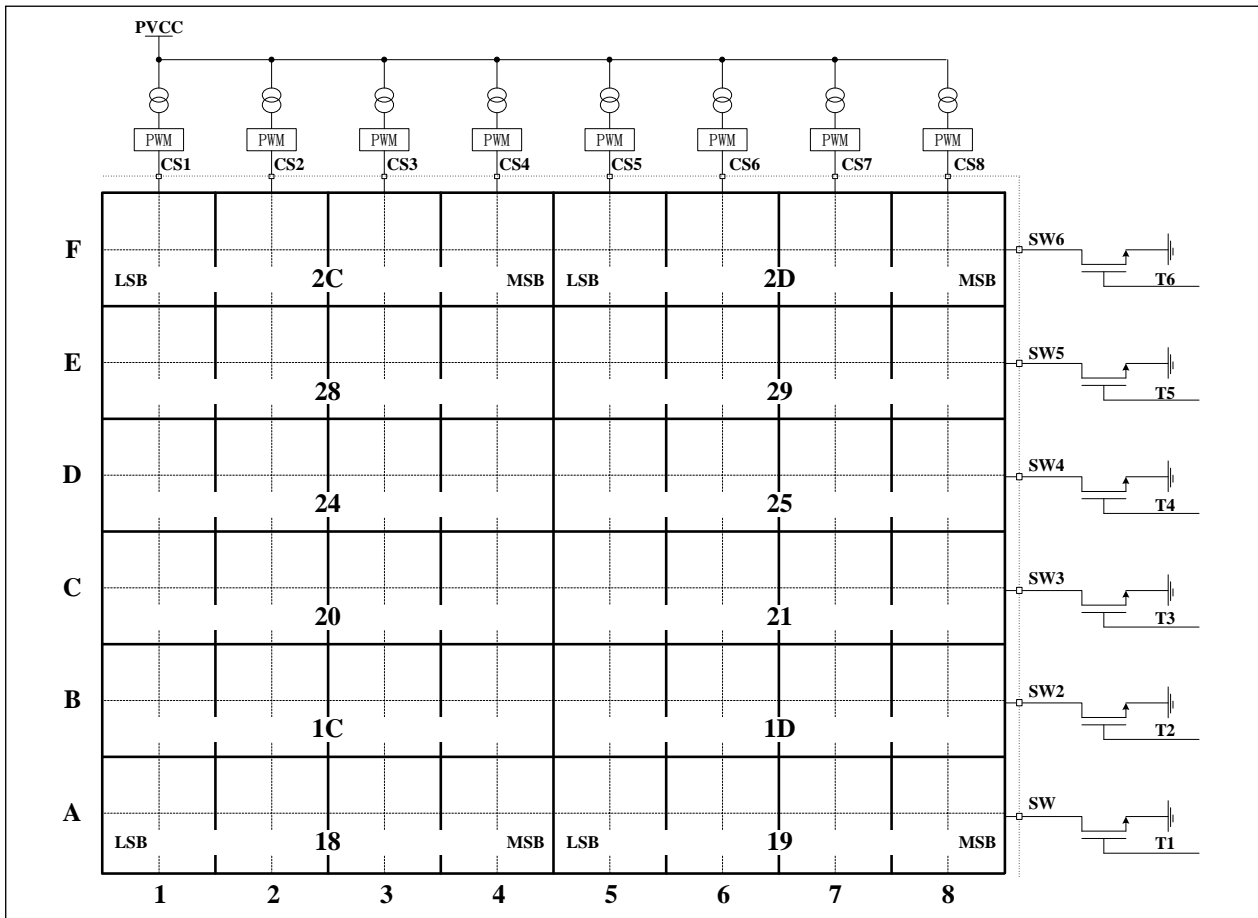 PVCC
PWM PWM PWM PWM PWM PWM PWM PWM
CS1 CS2 CS3 CS4 CS5 CS6 CS7 CS8
F
SW6
LSB 2C MSB LSB 2D MSB
T6
E
SW5
28 29
T5
D
SW4
24 25
T4
C
SW3
20 21
T3
B
SW2
1C 1D
T2
A
SW
LSB 18 MSB LSB 19 MSB
T1
1 2 3 4 5 6 7 8